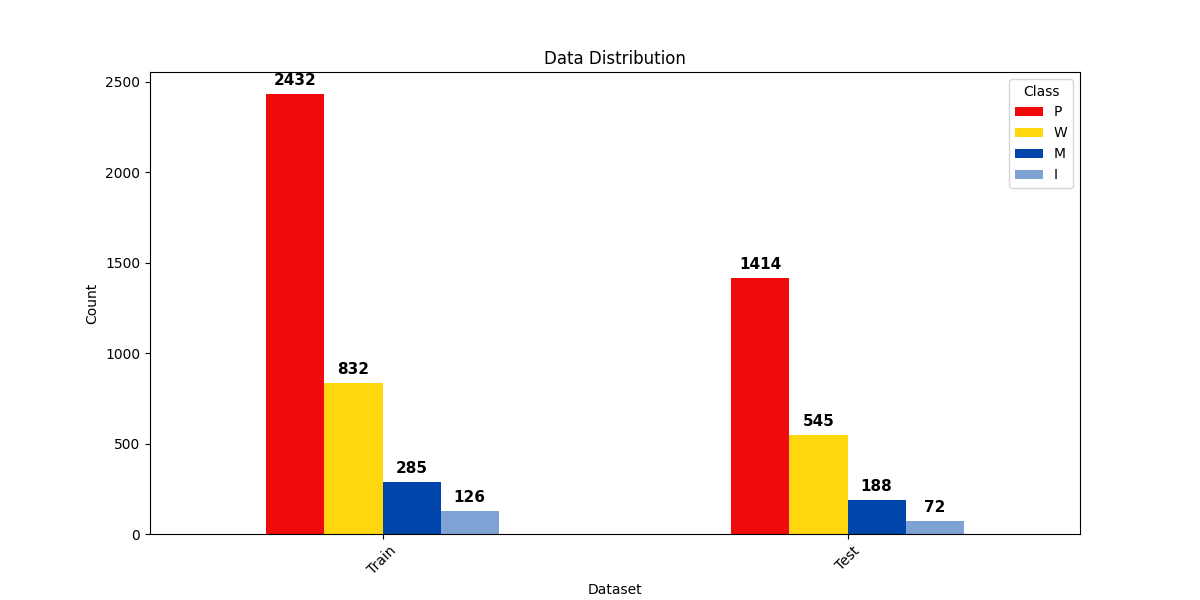 Data Distribution
2500
2000
1500
1000
500
0
Count
2432
832
285
126
1414
545
188
72
Class
P
W
M
I
Train
Test
Dataset